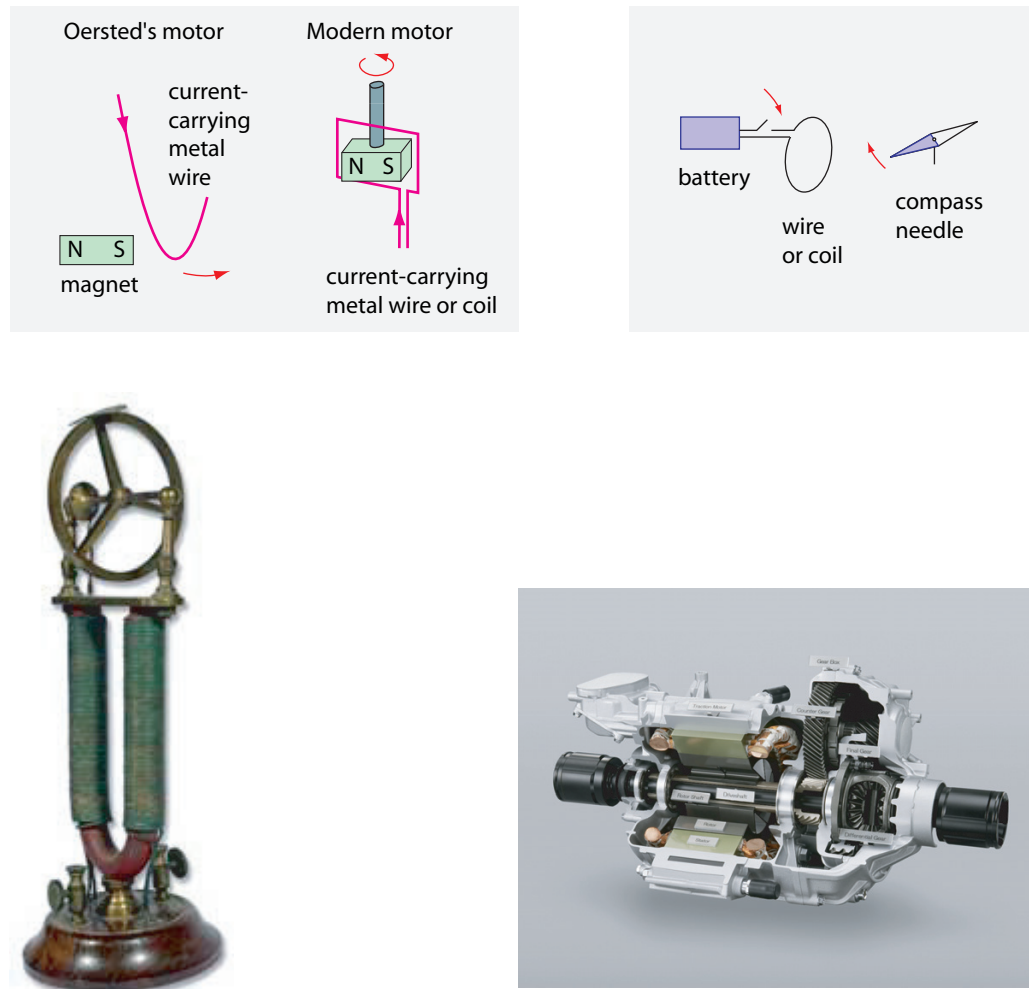 Oersted's motor
Modern motor
current-
carrying
metal
wire
N S
magnet
N S
current-carrying
metal wire or coil
battery
wire
or coil
compass
needle
Gear Box
Traction Motor
Counter Gear
Final Gear
Rotor Shaft
Driveshaft
Rotor
Stator
Differential Gear